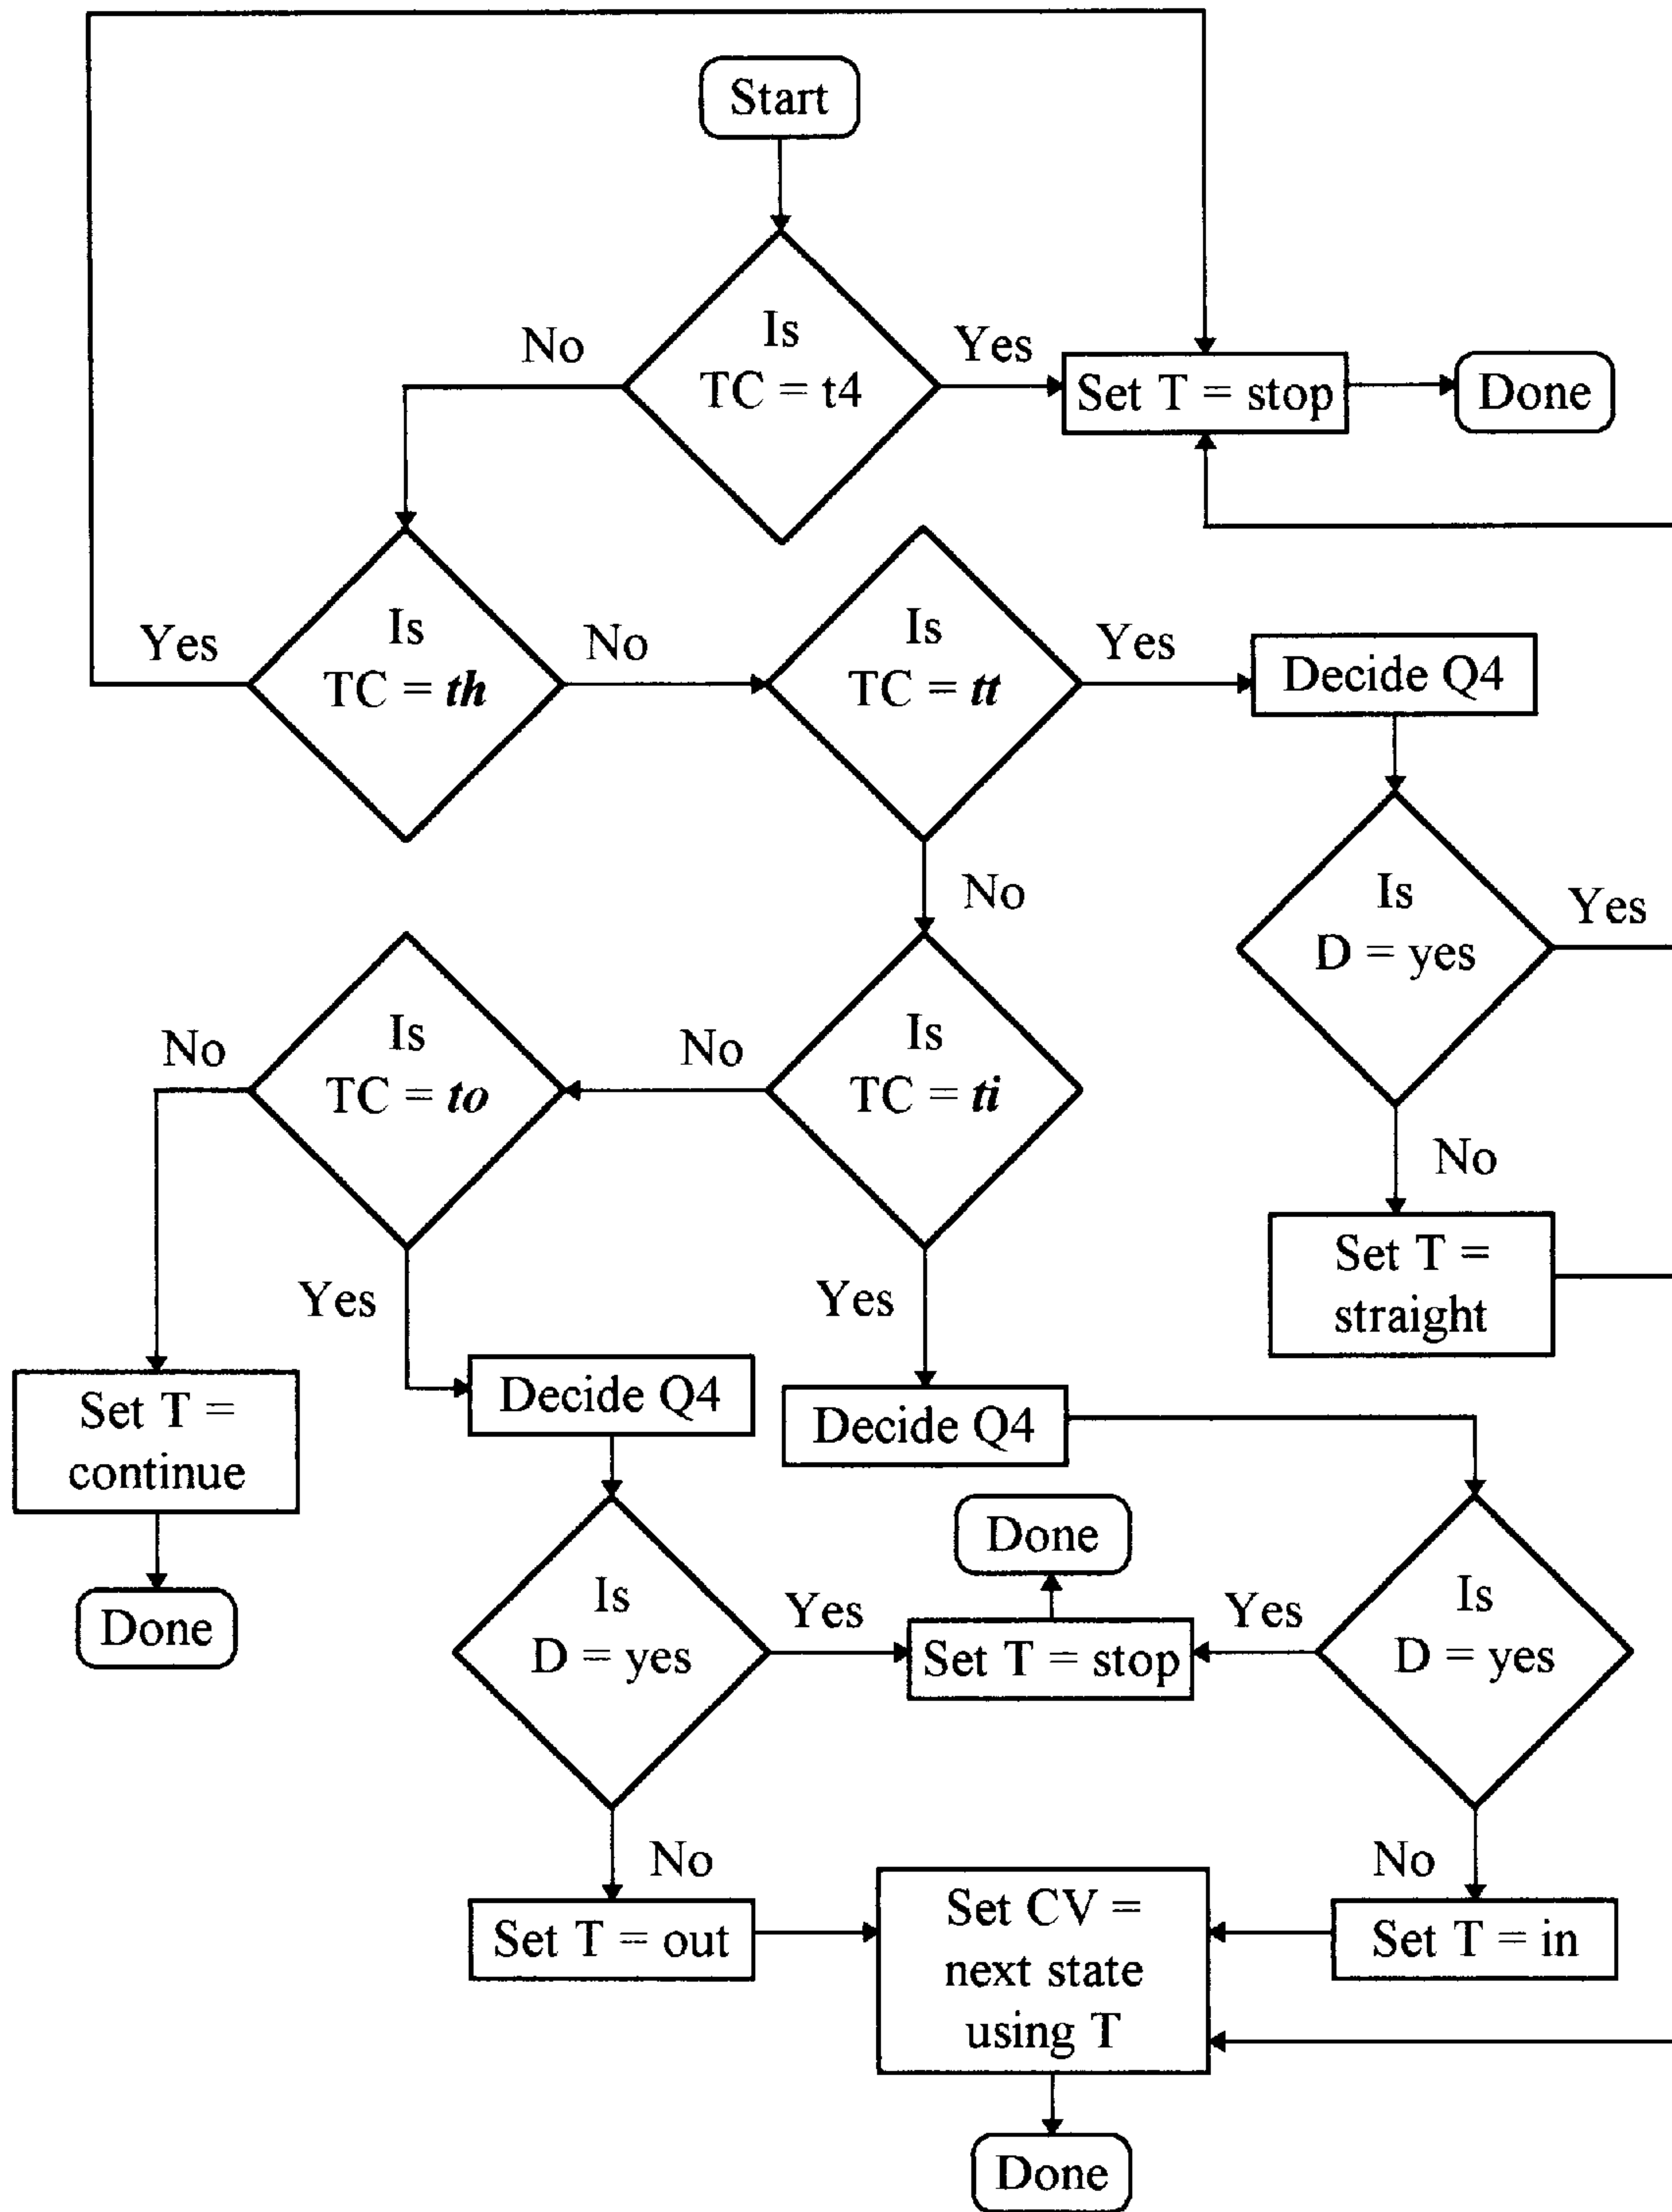 Start
Is
TC = t4
No
Yes
Set T = stop
Done
Is
TC = th
Yes
No
Is
TC = tt
Yes
Decide Q4
No
Is
D = yes
Yes
Is
TC = to
No
No
Is
TC = ti
No
Yes
Yes
Set T =
straight
Set T =
continue
Decide Q4
Decide Q4
Done
Done
Is
D = yes
Yes
Set T = stop
Yes
Is
D = yes
No
No
Set T = out
Set CV =
next state
using T
Set T = in
Done